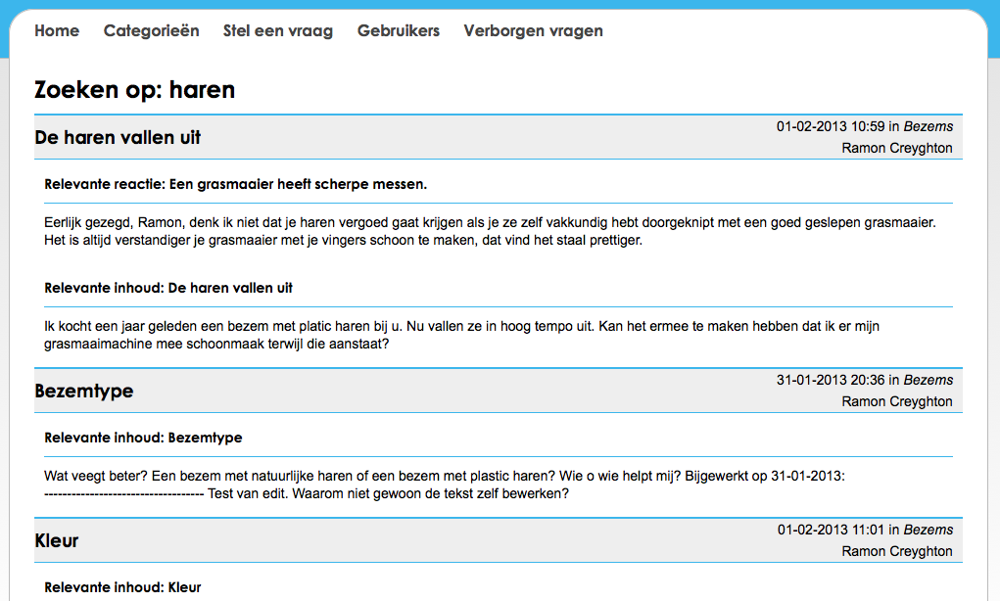 Home Categorieën Stel een vraag Gebruikers Verborgen vragen
Zoeken op: haren
De haren vallen uit
01-02-2013 10:59 in Bezems
Ramon Creyghton
Relevante reactie: Een grasmaaier heeft scherpe messen.
Eerlijk gezegd, Ramon, denk ik niet dat je haren vergoed gaat krijgen als je ze zelf vakkundig hebt doorgeknipt met een goed geslepen grasmaaier.
Het is altijd verstandiger je grasmaaier met je vingers schoon te maken, dat vind het staal prettiger.
Relevante inhoud: De haren vallen uit
Ik kocht een jaar geleden een bezem met platic haren bij u. Nu vallen ze in hoog tempo uit. Kan het ermee te maken hebben dat ik er mijn
grasmaaimachine mee schoonmaak terwijl die aanstaat?
Bezemtype
31-01-2013 20:36 in Bezems
Ramon Creyghton
Relevante inhoud: Bezemtype
Wat veegt beter? Een bezem met natuurlijke haren of een bezem met plastic haren? Wie o wie helpt mij? Bijgewerkt op 31-01-2013:
----------------------------------- Test van edit. Waarom niet gewoon de tekst zelf bewerken?
Kleur
01-02-2013 11:01 in Bezems
Ramon Creyghton
Relevante inhoud: Kleur